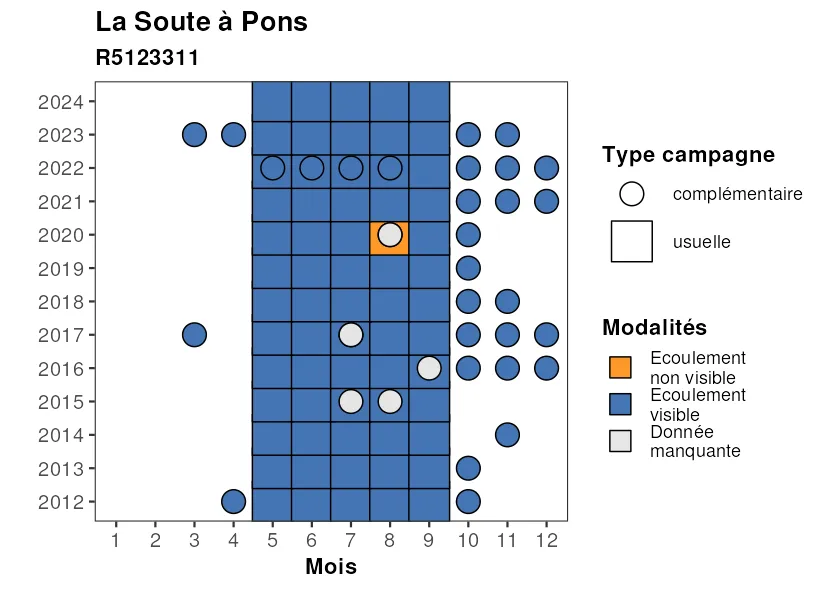 La Soute à Pons
R5123311
2024
2023
2022
2021
2020
2019
2018
2017
2016
2015
2014
2013
2012
1 2 3 4 5 6 7 8 9 10 11 12
Mois
Type campagne
complémentaire
usuelle
Modalités
Ecoulement
non visible
Ecoulement
visible
Donnée
manquante